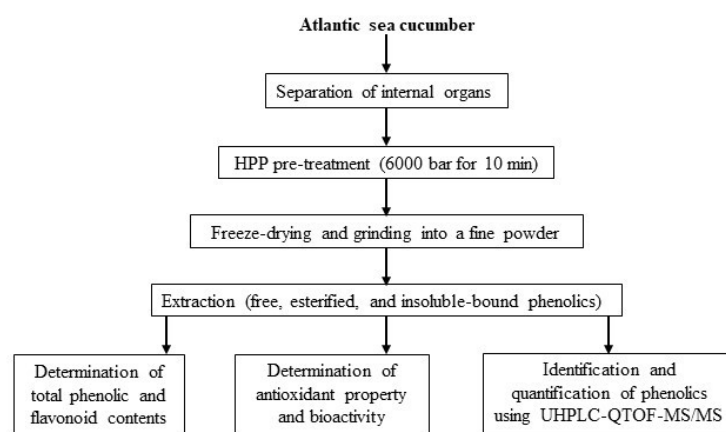 Atlantic sea cucumber
Separation of internal organs
HPP pre-treatment (6000 bar for 10 min)
Freeze-drying and grinding into a fine powder
Extraction (free, esterified, and insoluble-bound phenolics)
Determination of
total phenolic and
flavonoid contents
Determination of
antioxidant property
and bioactivity
Identification and
quantification of phenolics
using UHPLC-QTOF-MS/MS